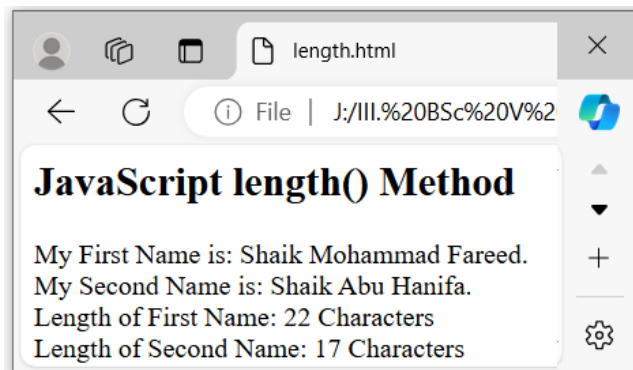 length.html
File | J:/III.%20BSc%20V%2
JavaScript length() Method
My First Name is: Shaik Mohammad Fareed.
My Second Name is: Shaik Abu Hanifa.
Length of First Name: 22 Characters
Length of Second Name: 17 Characters